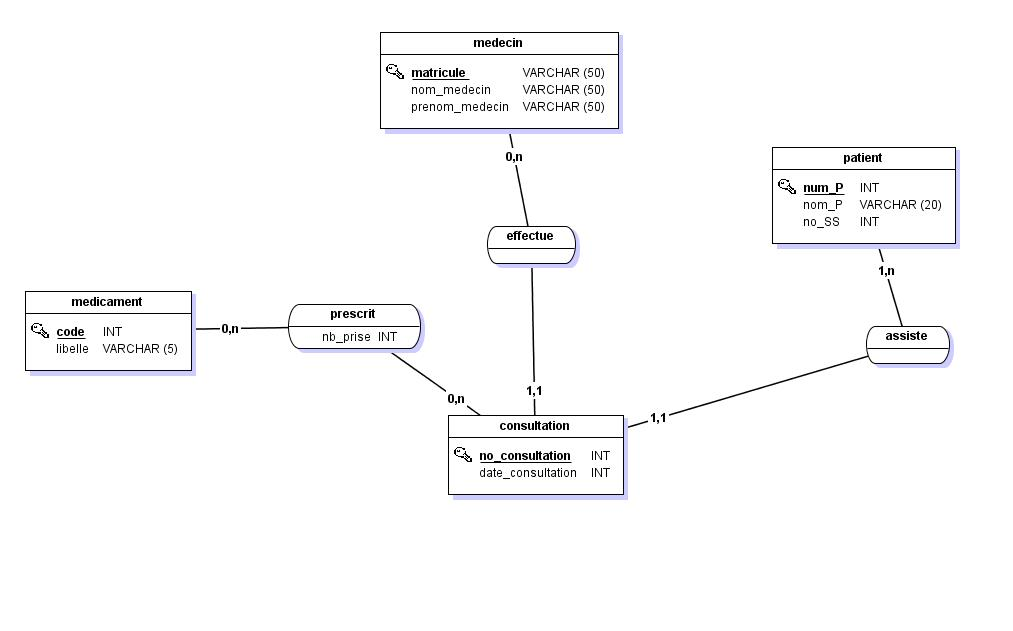 medecin
matricule VARCHAR (50)
nom_medecin VARCHAR (50)
prenom_medecin VARCHAR (50)
0,n
patient
num_P INT
nom_P VARCHAR (20)
no_SS INT
effectue
1,n
medicament
code INT
libelle VARCHAR (5)
0,n
prescrit
nb_prise INT
assiste
0,n
1,1
1,1
consultation
no_consultation INT
date_consultation INT